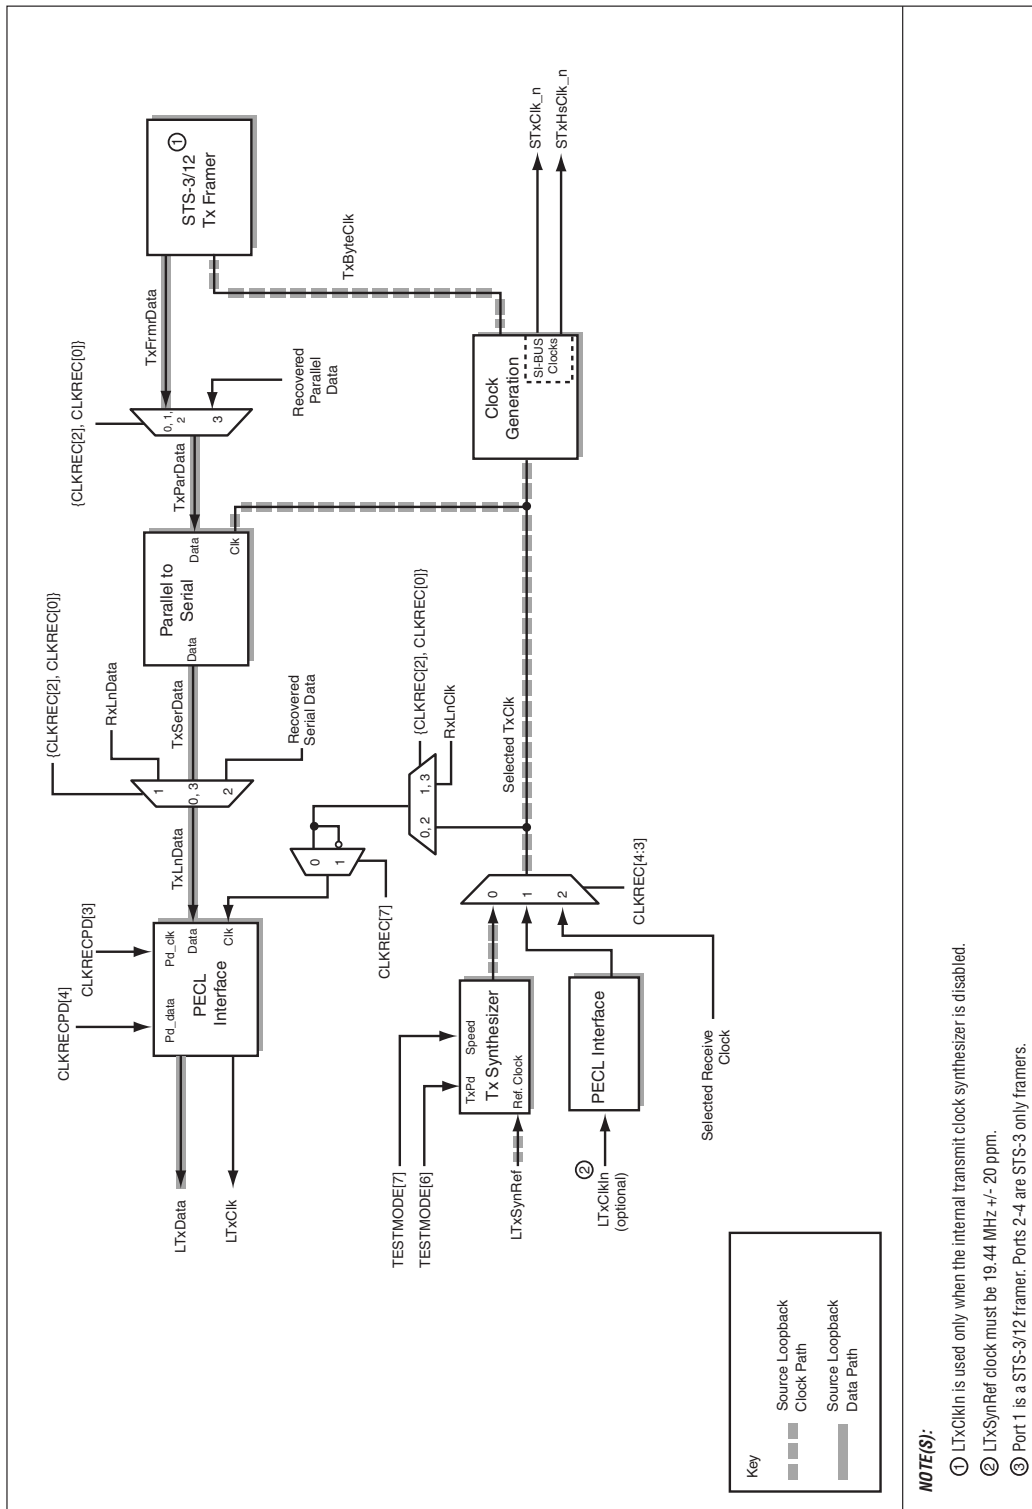 CLKRECPD[4]
CLKRECPD[3]
Pd_data
Pd_clk
PECL
Interface
Data
Clk
LTxData
LTxClk
TxLnData
{CLKREC[2], CLKREC[0]}
RxLnData
1
0, 3
2
Recovered
Serial Data
TxSerData
Parallel to
Serial
Data
Data
Clk
TxParData
{CLKREC[2], CLKREC[0]}
0, 1,
2
3
Recovered
Parallel
Data
TxFrmrData
STS-3/12
Tx Framer
1
TxByteClk
0
1
CLKREC[7]
0, 2
1, 3
{CLKREC[2], CLKREC[0]}
RxLnClk
TESTMODE[7]
TESTMODE[6]
LTxSynRef
TxPd
Speed
Tx Synthesizer
Ref. Clock
2
LTxClkIn
(optional)
PECL Interface
Selected Receive
Clock
0
1
2
CLKREC[4:3]
Selected TxClk
Clock
Generation
SI-BUS
Clocks
STxClk_n
STxHsClk_n
Key
Source Loopback
Clock Path
Source Loopback
Data Path
NOTE(S):
1 LTxClkIn is used only when the internal transmit clock synthesizer is disabled.
2 LTxSynRef clock must be 19.44 MHz +/- 20 ppm.
3 Port 1 is a STS-3/12 framer. Ports 2-4 are STS-3 only framers.